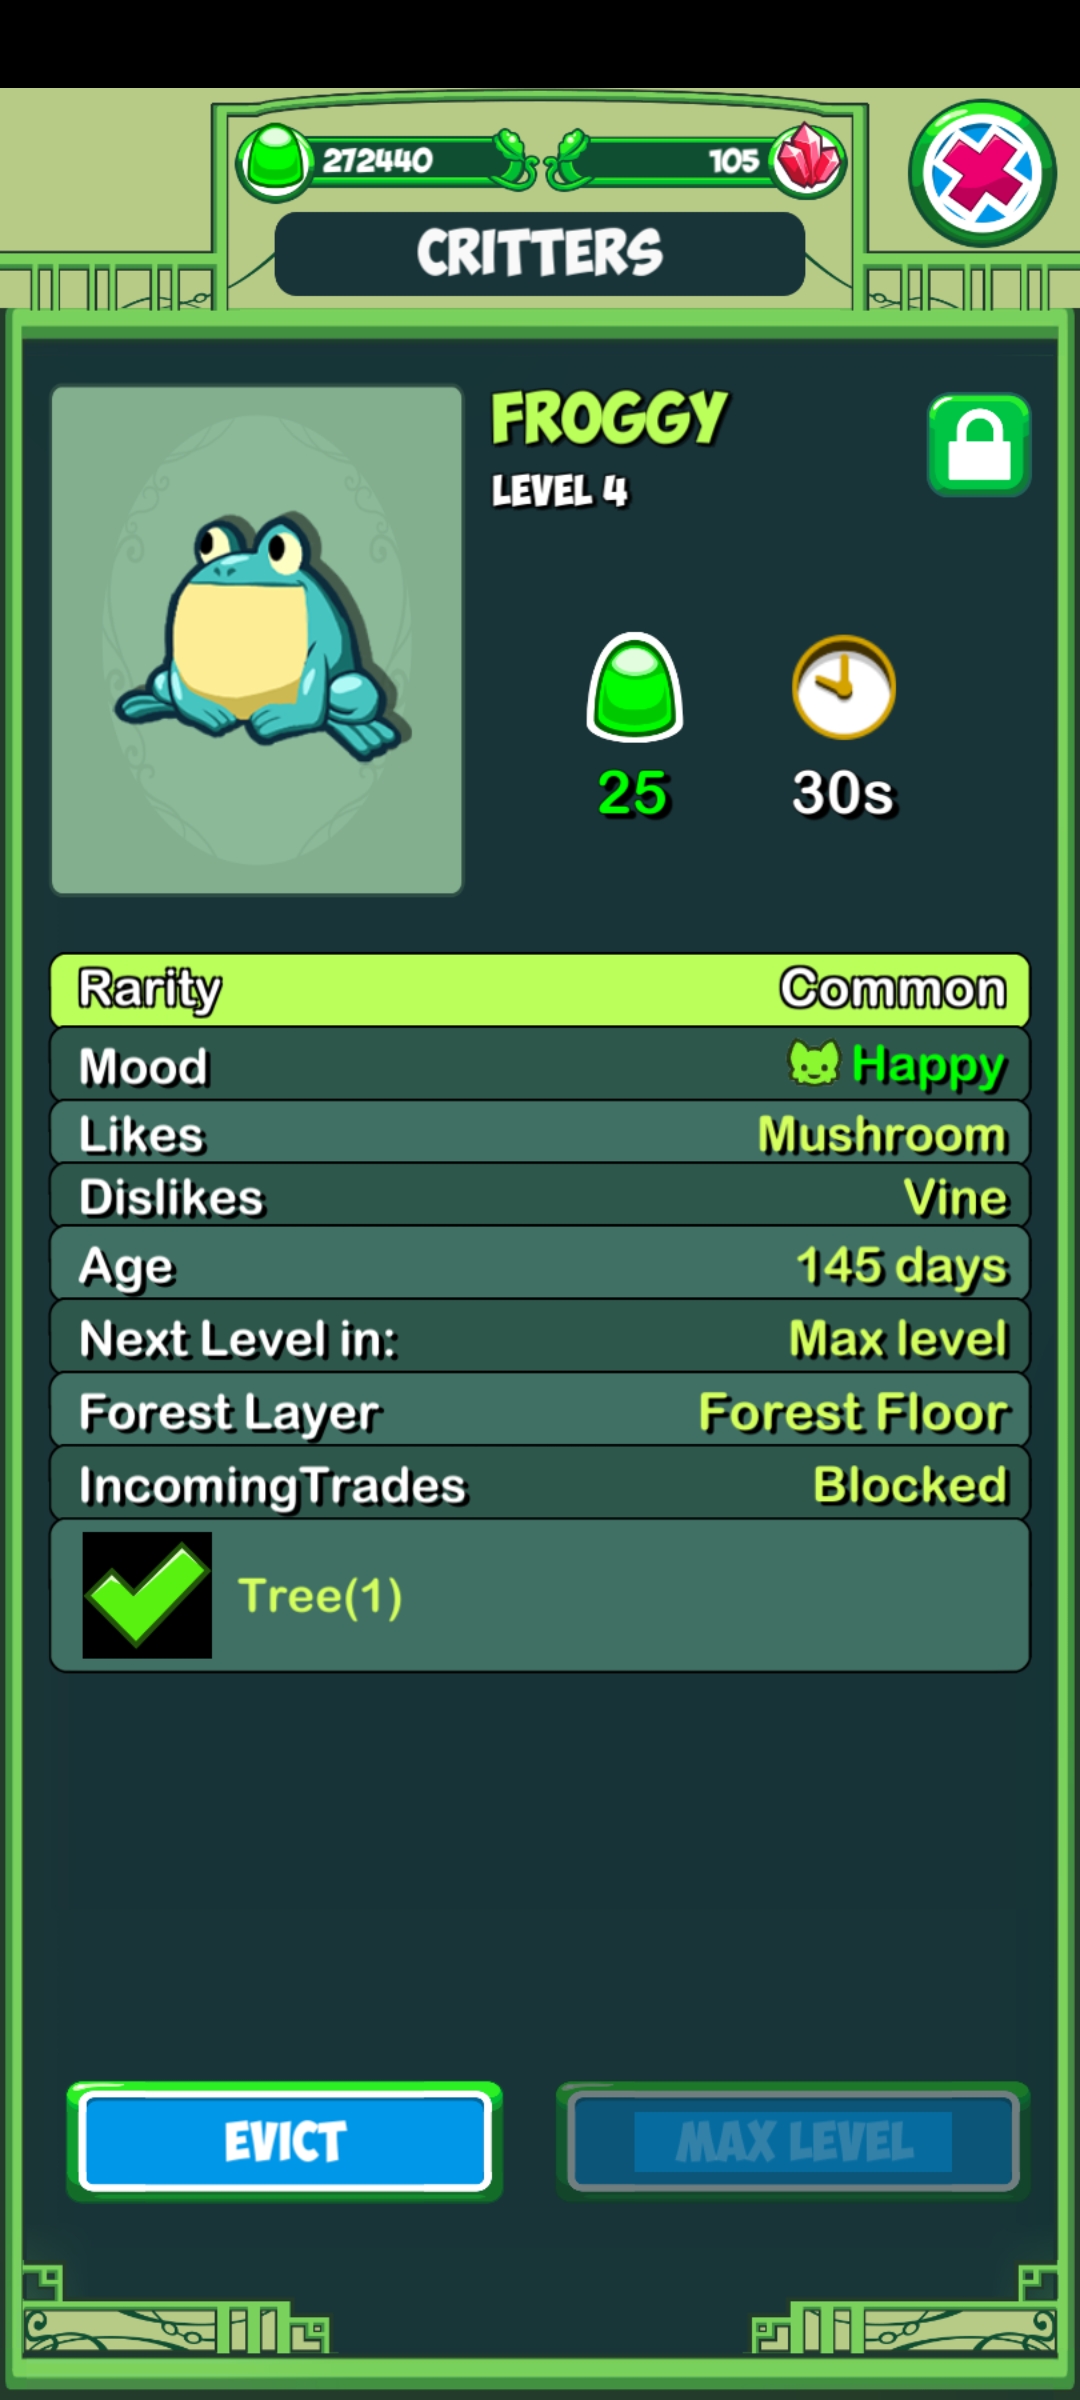 272440
105
CRITTERS
FROGGY
LEVEL 4
25
30s
Rarity Common
Mood Happy
Likes Mushroom
Dislikes Vine
Age 145 days
Next Level in: Max level
Forest Layer Forest Floor
IncomingTrades Blocked
Tree(1)
EVICT
MAX LEVEL